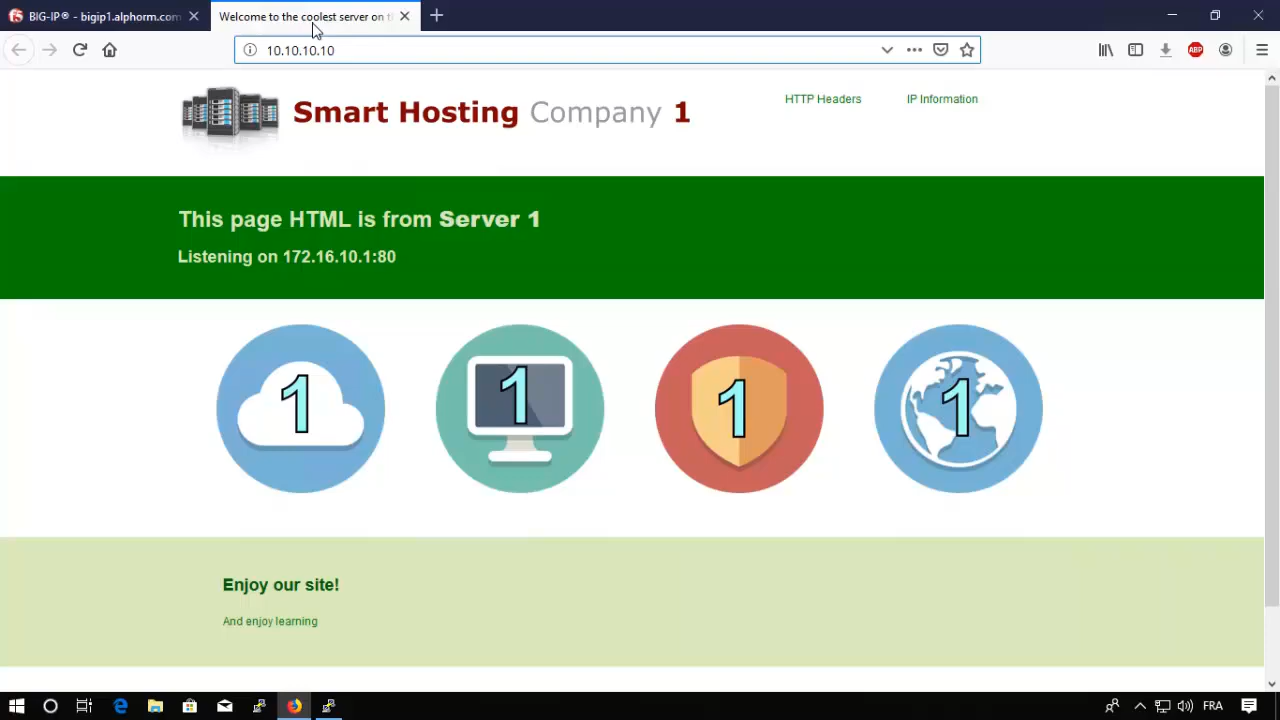 BIG-IP® - bigip1.alphorm.com
Welcome to the coolest server on t
10.10.10.10
ABP
Smart Hosting Company 1
HTTP Headers
IP Information
This page HTML is from Server 1
Listening on 172.16.10.1:80
1
1
1
1
Enjoy our site!
And enjoy learning
FRA